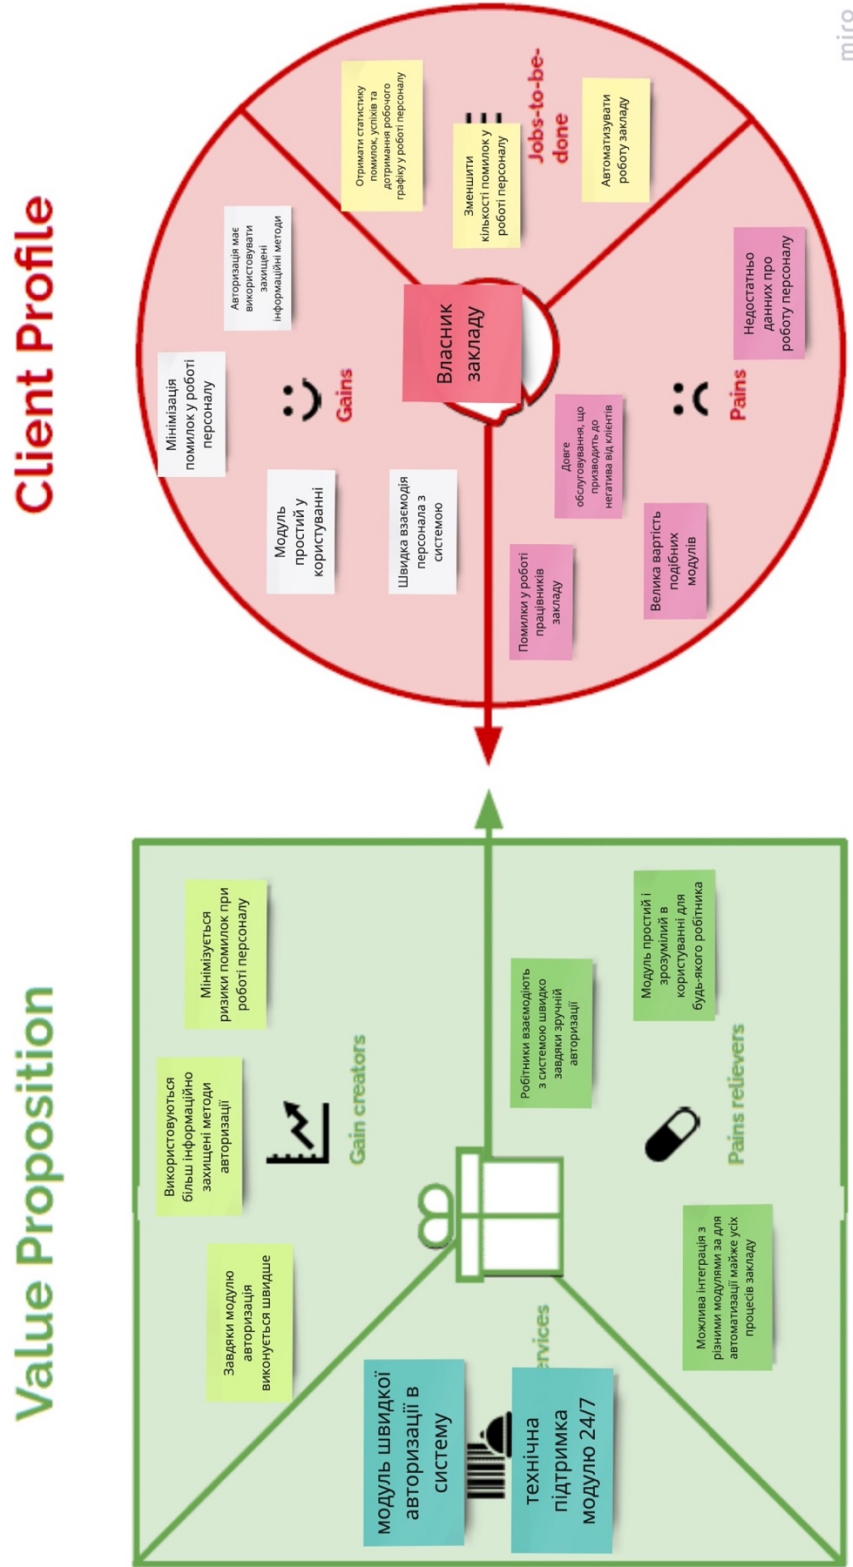 Value Proposition
Завдяки модулю
авторизація
виконується швидше
Використовуються
більш інформаційно
захищені методи
авторизації
Мінімізується
ризики помилок при
роботі персоналу
Gain creators
модуль швидкої
авторизації в
систему
технічна
підтримка
модулю 24/7
ervices
Робітники взаємодіють
з системою швидко
завдяки зручній
авторизації
Модуль простий і
зрозумілий в
користуванні для
будь-якого робітника
Pains relievers
Можлива інтеграція з
різними модулями за для
автоматизації майже усіх
процесів закладу
Client Profile
Мінімізація
помилок у роботі
персоналу
Авторизація має
використовувати
захищені
інформаційні методи
Модуль
простий у
користуванні
Gains
Швидка взаємодія
персонала з
системою
Власник
закладу
Отримати статистику
помилок, успіхів та
дотримання робочого
графіку у роботі персоналу
Зменшити
кількості помилок у
роботі персоналу
Jobs-to-be-
done
Автоматизувати
роботу закладу
Помилки у роботі
працівників
закладу
Довге
обслуговування, що
призводить до
негатива від клієнтів
Велика вартість
подібних
модулів
Pains
Недостатньо
данних про
роботу персоналу
miro